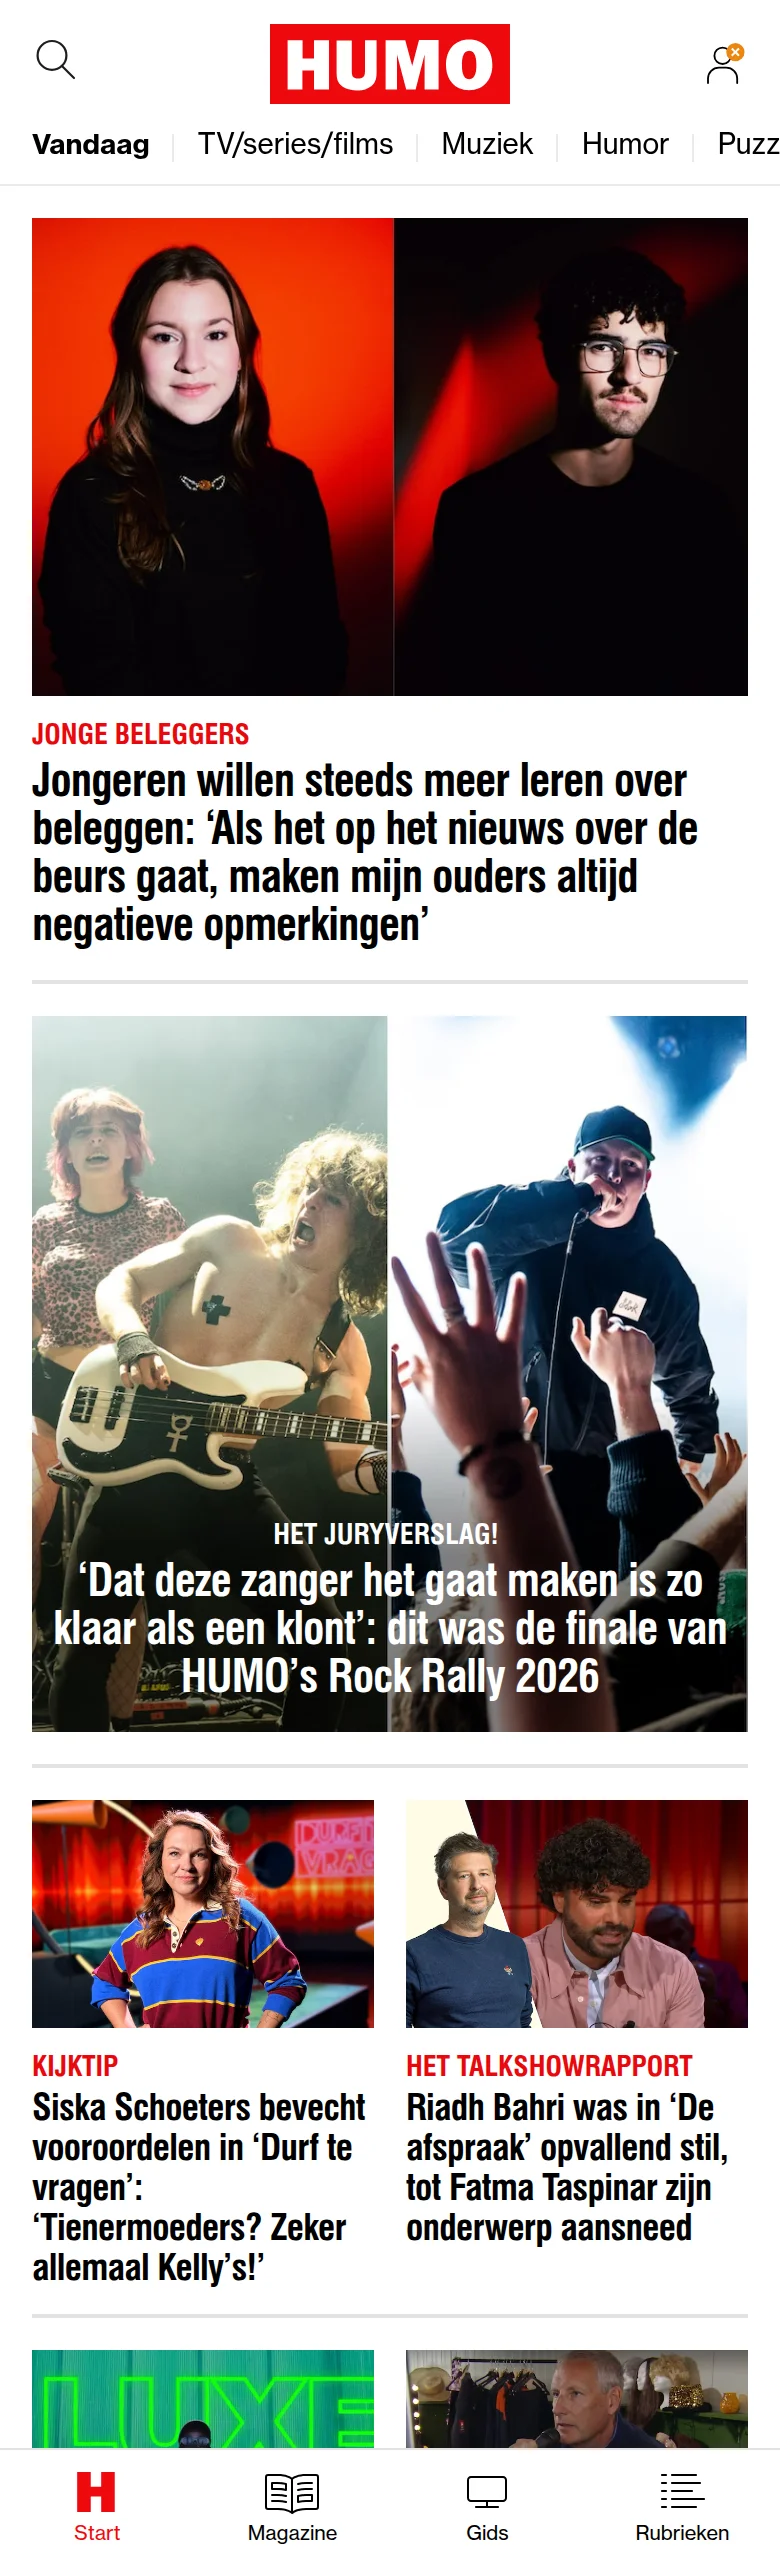 HUMO
Vandaag
TV/series/films
Muziek
Humor
Puzz
JONGE BELEGGERS
Jongeren willen steeds meer leren over
beleggen: ‘Als het op het nieuws over de
beurs gaat, maken mijn ouders altijd
negatieve opmerkingen’
HET JURYVERSLAG!
‘Dat deze zanger het gaat maken is zo
klaar als een klont’: dit was de finale van
HUMO’s Rock Rally 2026
DURF TE
VRAG
KIJKTIP
Siska Schoeters bevecht
vooroordelen in ‘Durf te
vragen’:
‘Tienermoeders? Zeker
allemaal Kelly’s!’
HET TALKSHOWRAPPORT
Riadh Bahri was in ‘De
afspraak’ opvallend stil,
tot Fatma Taspinar zijn
onderwerp aansneed
LUXE
H
Start
Magazine
Gids
Rubrieken